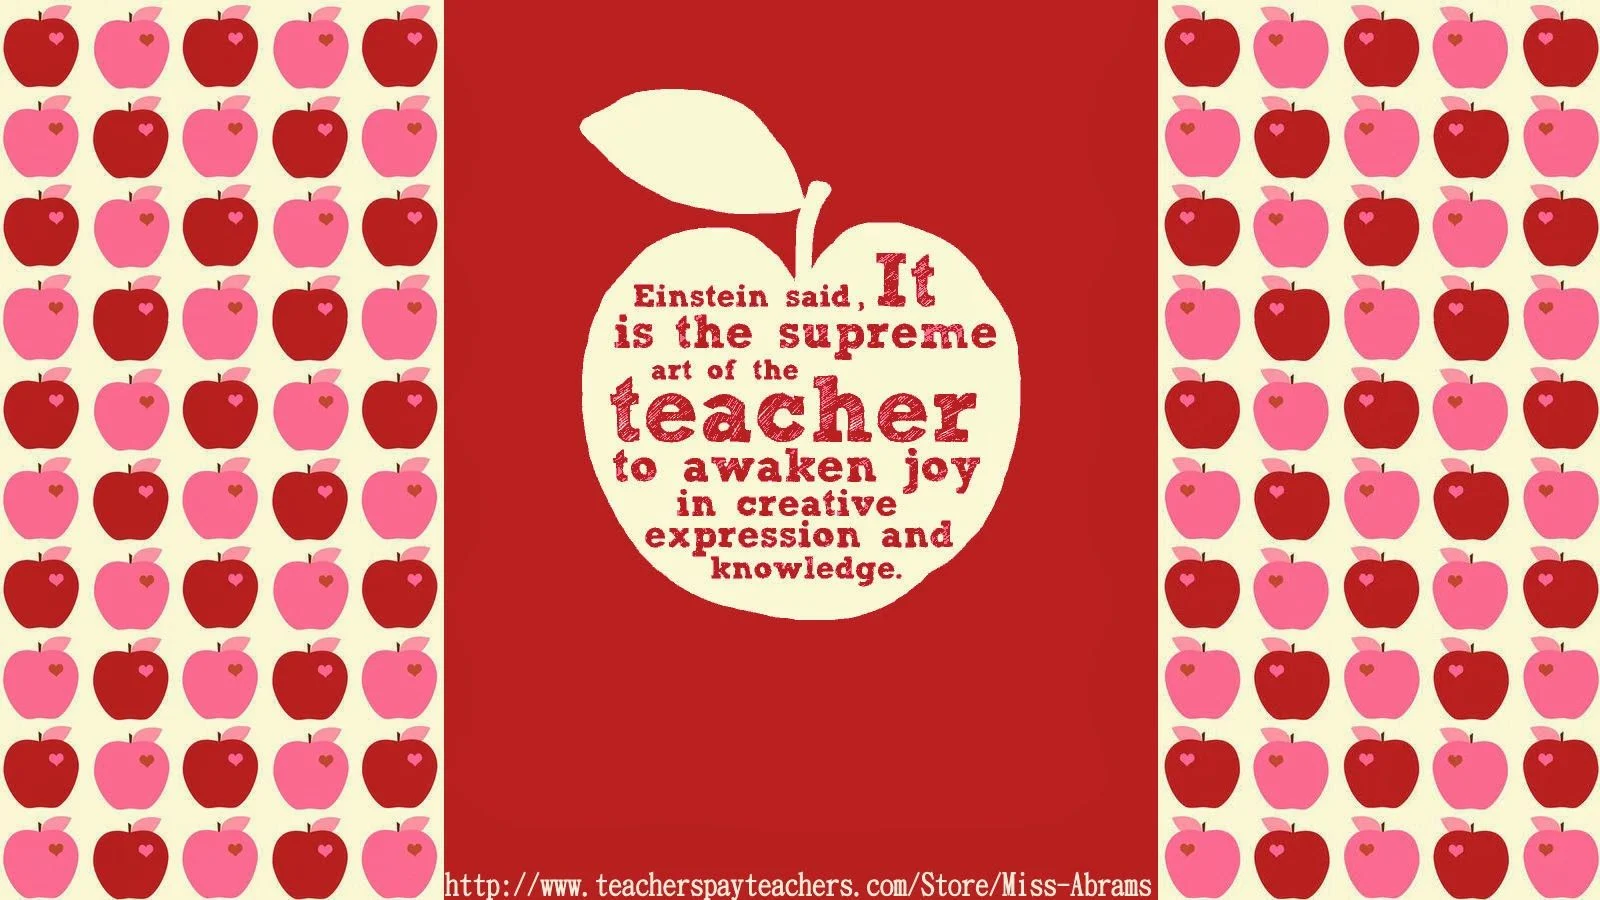 Einstein said, It
is the supreme
art of the
teacher
to awaken joy
in creative
expression and
knowledge.
http://www.teacherspayteachers.com/Store/Miss-Abrams